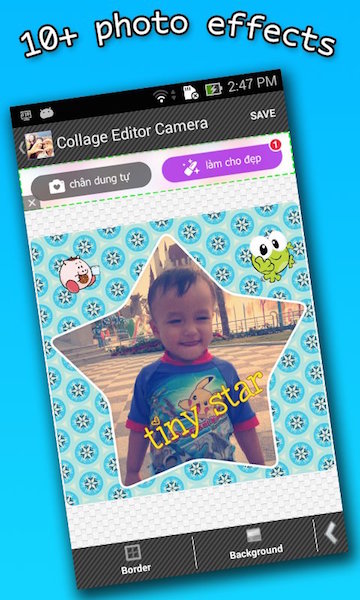 10+ photo effects
2:47 PM
Collage Editor Camera
SAVE
chân dung tự
làm cho đẹp
1
tiny star
Border
Background